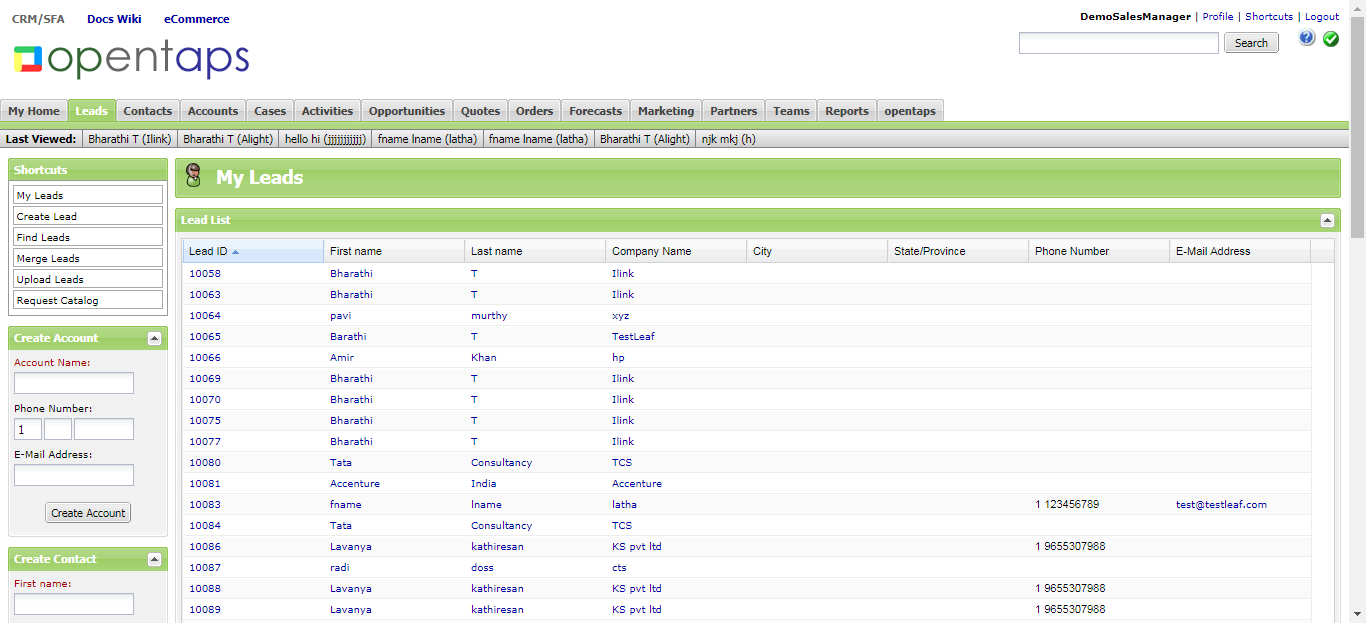 CRM/SFA Docs Wiki eCommerce
DemoSalesManager | Profile | Shortcuts | Logout
opentaps
Search
My Home Leads Contacts Accounts Cases Activities Opportunities Quotes Orders Forecasts Marketing Partners Teams Reports opentaps
Last Viewed: Bharathi T (Ilink) Bharathi T (Alight) hello hi (jjjjjjjjjjjj) fname lname (latha) fname lname (latha) Bharathi T (Alight) njk mkj (h)
Shortcuts
My Leads
Create Lead
Find Leads
Merge Leads
Upload Leads
Request Catalog
Create Account
Account Name:
Phone Number:
1
E-Mail Address:
Create Account
Create Contact
First name:
My Leads
Lead List
Lead ID First name Last name Company Name City State/Province Phone Number E-Mail Address
10058 Bharathi T Ilink
10063 Bharathi T Ilink
10064 pavi murthy xyz
10065 Barathi T TestLeaf
10066 Amir Khan hp
10069 Bharathi T Ilink
10070 Bharathi T Ilink
10075 Bharathi T Ilink
10077 Bharathi T Ilink
10080 Tata Consultancy TCS
10081 Accenture India Accenture
10083 fname lname latha 1 123456789 test@testleaf.com
10084 Tata Consultancy TCS
10086 Lavanya kathiresan KS pvt ltd 1 9655307988
10087 radi doss cts
10088 Lavanya kathiresan KS pvt ltd 1 9655307988
10089 Lavanya kathiresan KS pvt ltd 1 9655307988